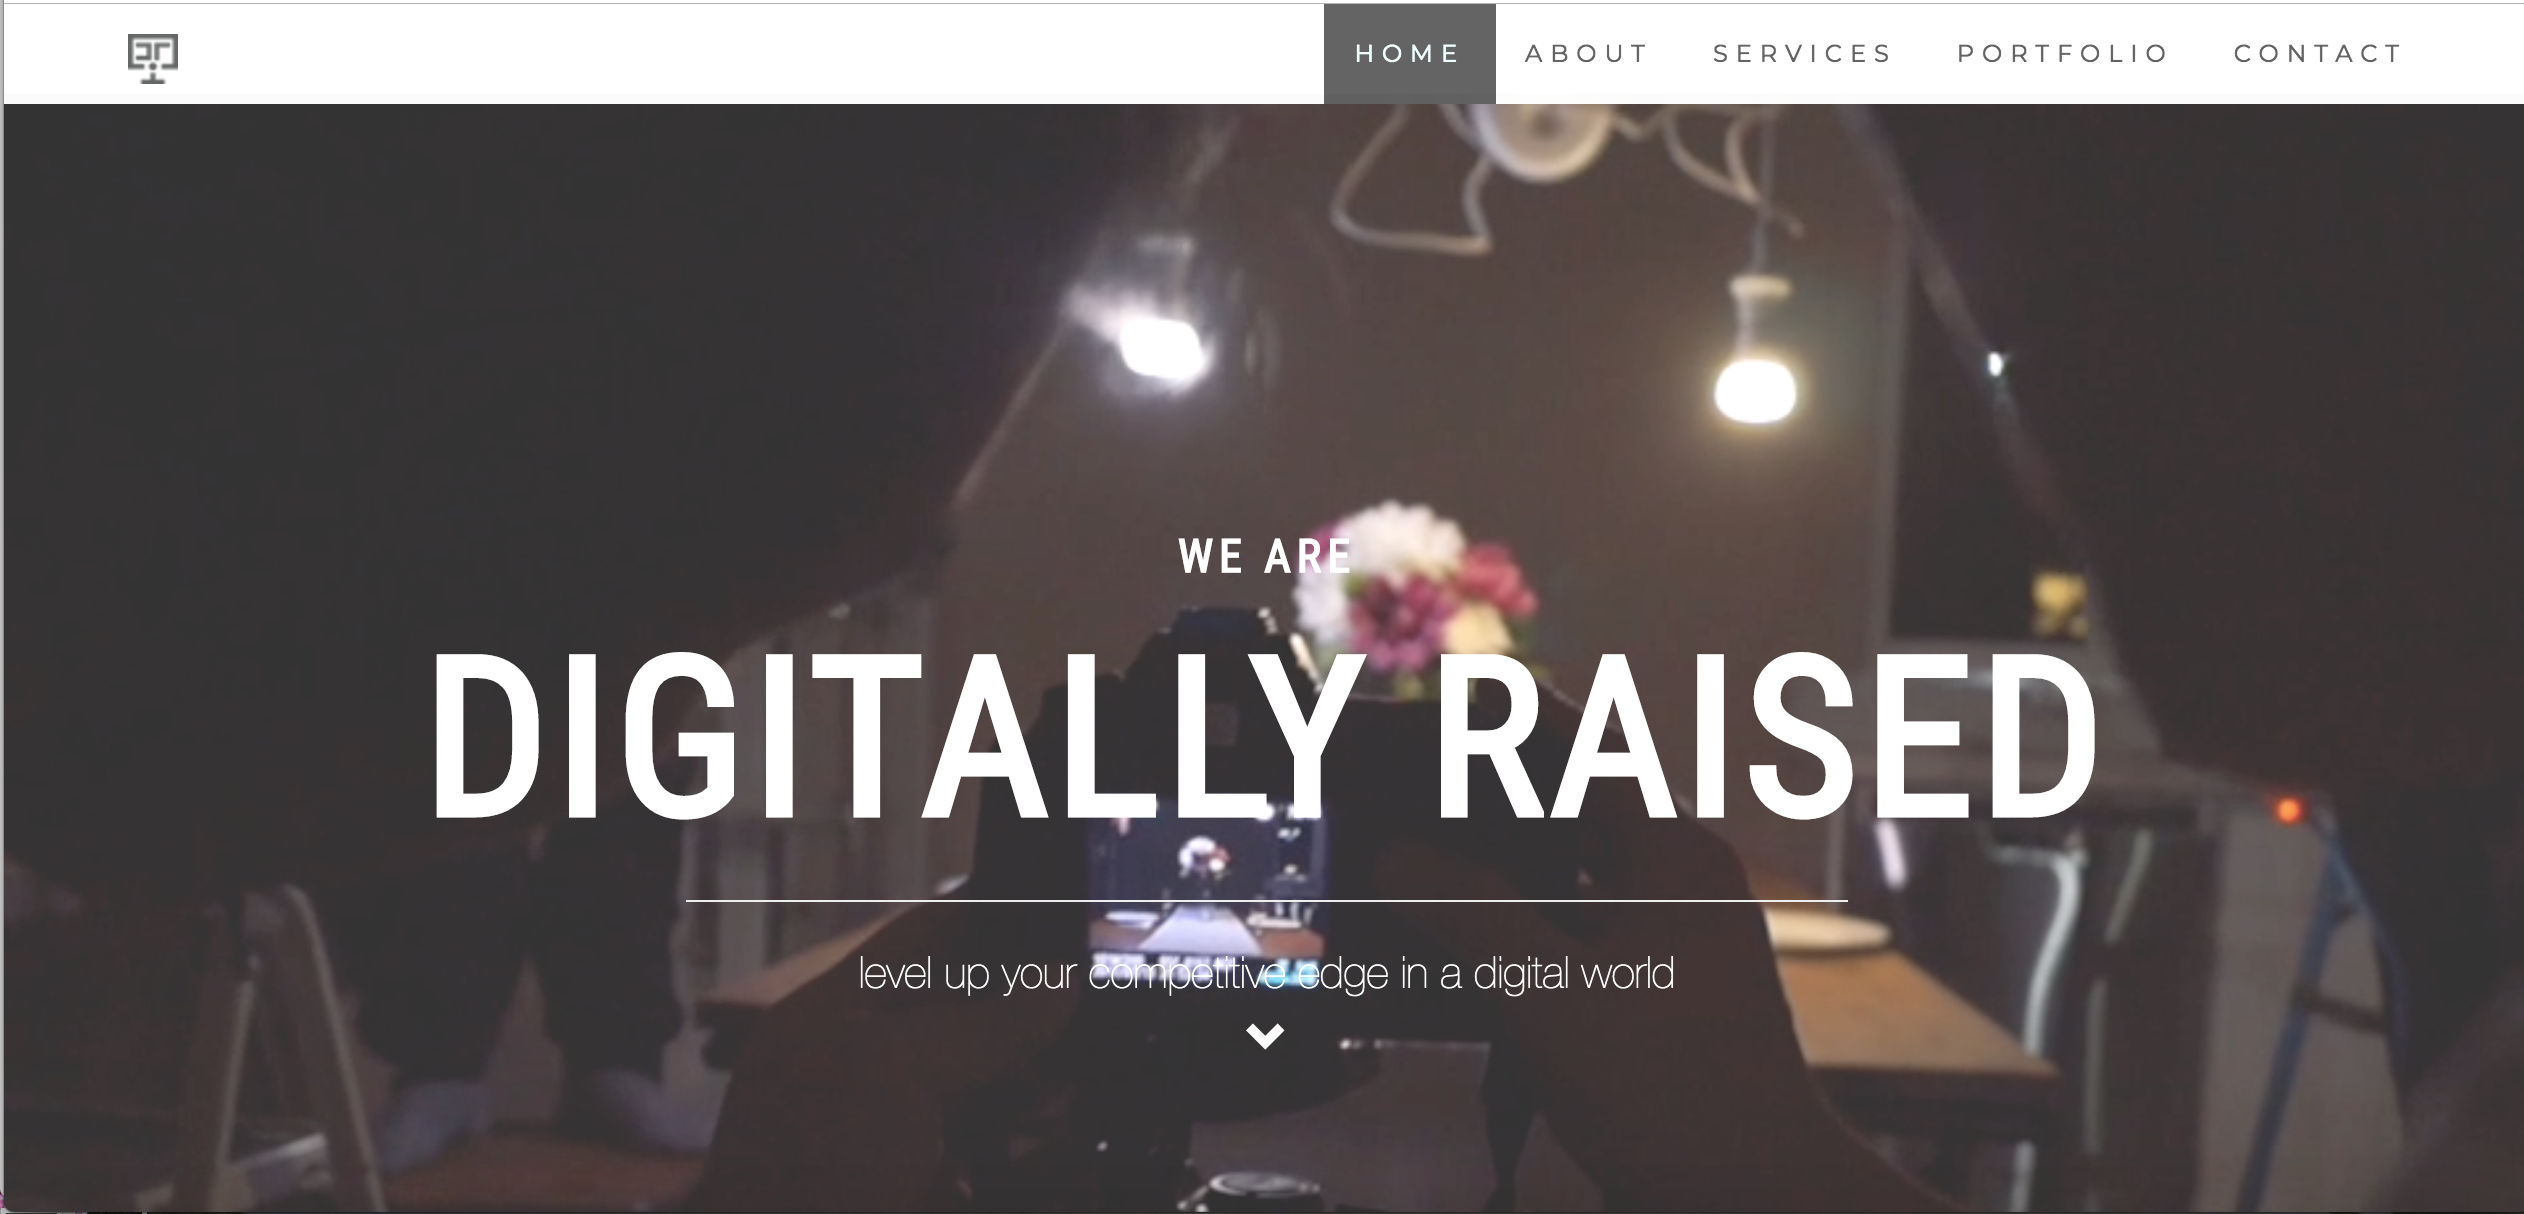 HOME ABOUT SERVICES PORTFOLIO CONTACT
WE ARE
DIGITALLY RAISED
level up your competitive edge in a digital world